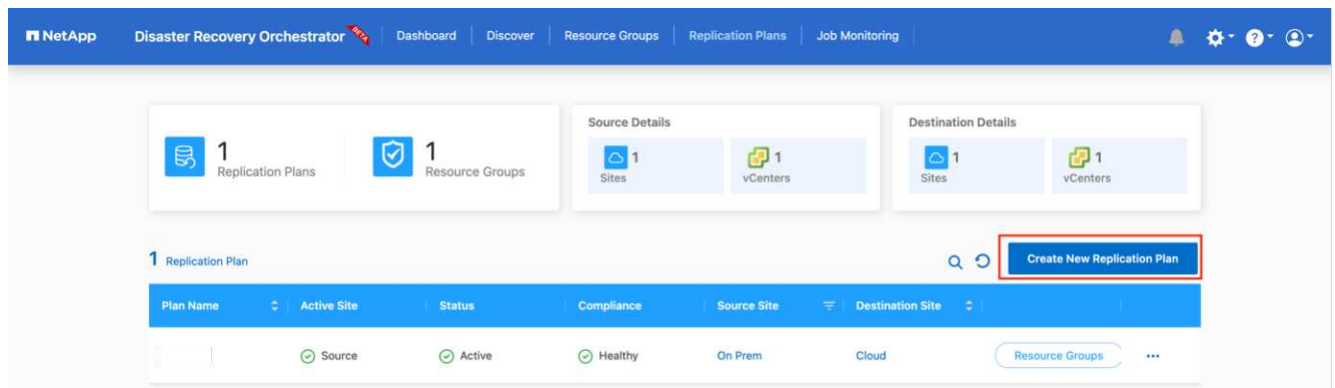 NetApp Disaster Recovery Orchestrator BETA Dashboard Discover Resource Groups Replication Plans Job Monitoring
1 Replication Plans
1 Resource Groups
Source Details
1 Sites
1 vCenters
Destination Details
1 Sites
1 vCenters
1 Replication Plan
Create New Replication Plan
Plan Name Active Site Status Compliance Source Site Destination Site
Source Active Healthy On Prem Cloud Resource Groups ...